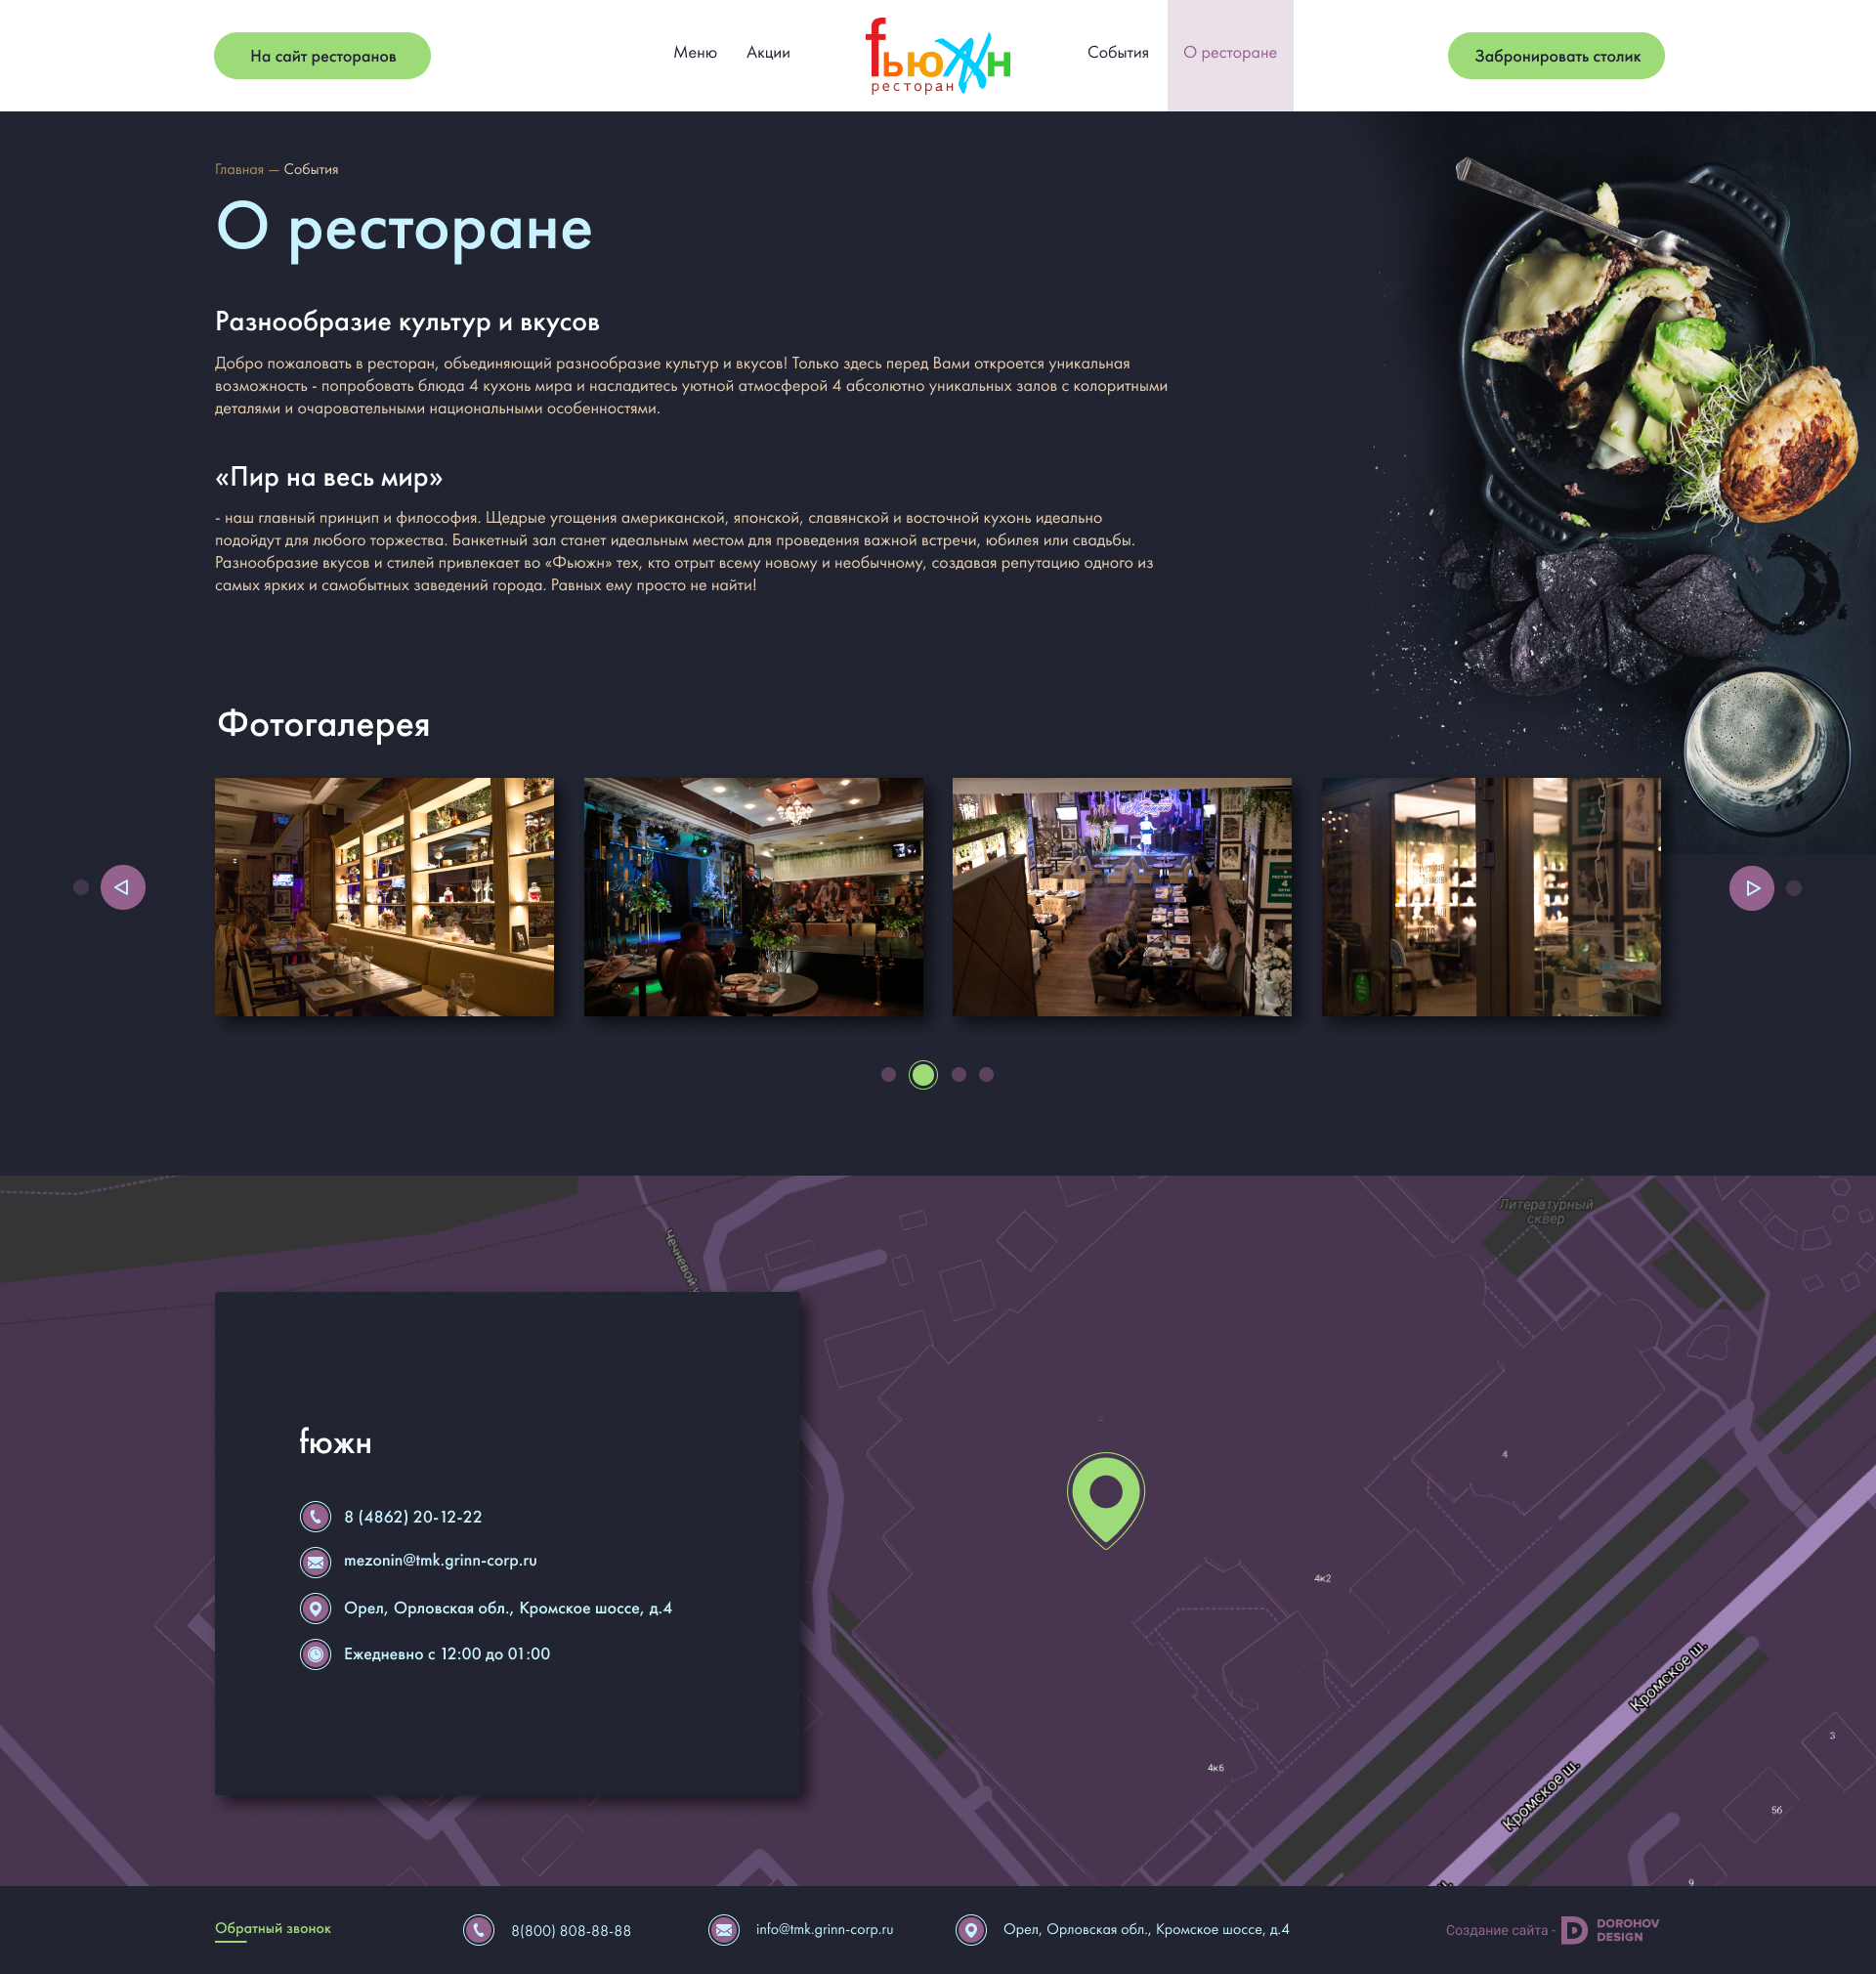 На сайт ресторанов
Меню
Акции
fьюжн
ресторан
События
О ресторане
Забронировать столик
Главная — События
О ресторане
Разнообразие культур и вкусов
Добро пожаловать в ресторан, объединяющий разнообразие культур и вкусов! Только здесь перед Вами откроется уникальная
возможность - попробовать блюда 4 кухонь мира и насладитесь уютной атмосферой 4 абсолютно уникальных залов с колоритными
деталями и очаровательными национальными особенностями.
«Пир на весь мир»
- наш главный принцип и философия. Щедрые угощения американской, японской, славянской и восточной кухонь идеально
подойдут для любого торжества. Банкетный зал станет идеальным местом для проведения важной встречи, юбилея или свадьбы.
Разнообразие вкусов и стилей привлекает во «Фьюжн» тех, кто отрыт всему новому и необычному, создавая репутацию одного из
самых ярких и самобытных заведений города. Равных ему просто не найти!
Фотогалерея
Литературный
сквер
Чечневой
fюжн
8 (4862) 20-12-22
mezonin@tmk.grinn-corp.ru
Орел, Орловская обл., Кромское шоссе, д.4
Ежедневно с 12:00 до 01:00
4
4к2
Кромское ш.
3
4к6
Кромское ш.
5б
9
Обратный звонок
8(800) 808-88-88
info@tmk.grinn-corp.ru
Орел, Орловская обл., Кромское шоссе, д.4
Создание сайта -
DOROHOV
DESIGN